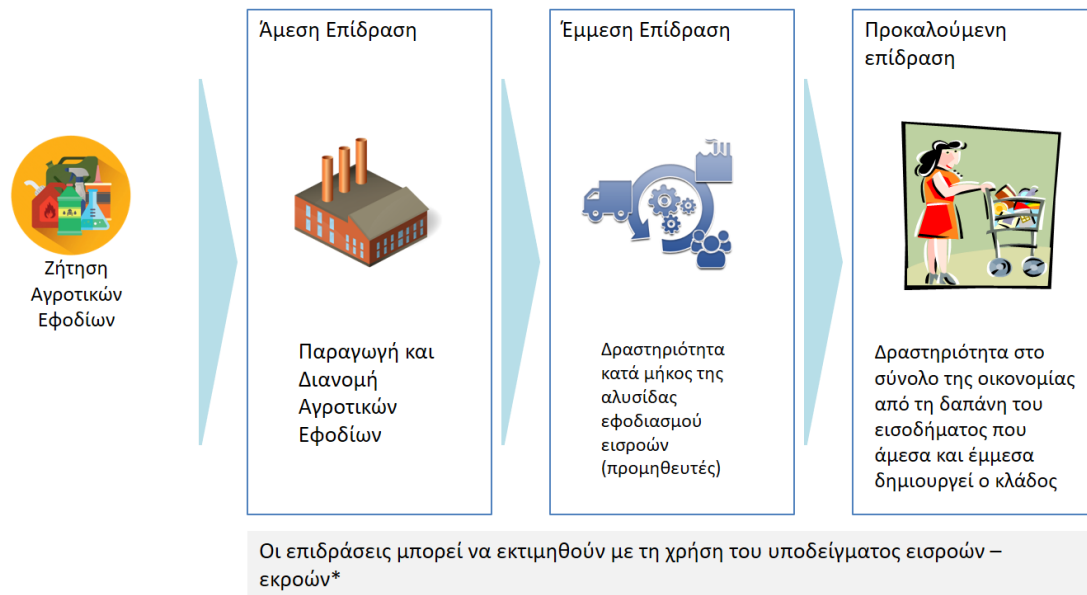 Ζήτηση
Αγροτικών
Εφοδίων
Άμεση Επίδραση
Παραγωγή και
Διανομή
Αγροτικών
Εφοδίων
Έμμεση Επίδραση
Δραστηριότητα
κατά μήκος της
αλυσίδας
εφοδιασμού
εισροών
(προμηθευτές)
Προκαλούμενη
επίδραση
Δραστηριότητα στο
σύνολο της οικονομίας
από τη δαπάνη του
εισοδήματος που
άμεσα και έμμεσα
δημιουργεί ο κλάδος
Οι επιδράσεις μπορεί να εκτιμηθούν με τη χρήση του υποδείγματος εισροών –
εκροών*